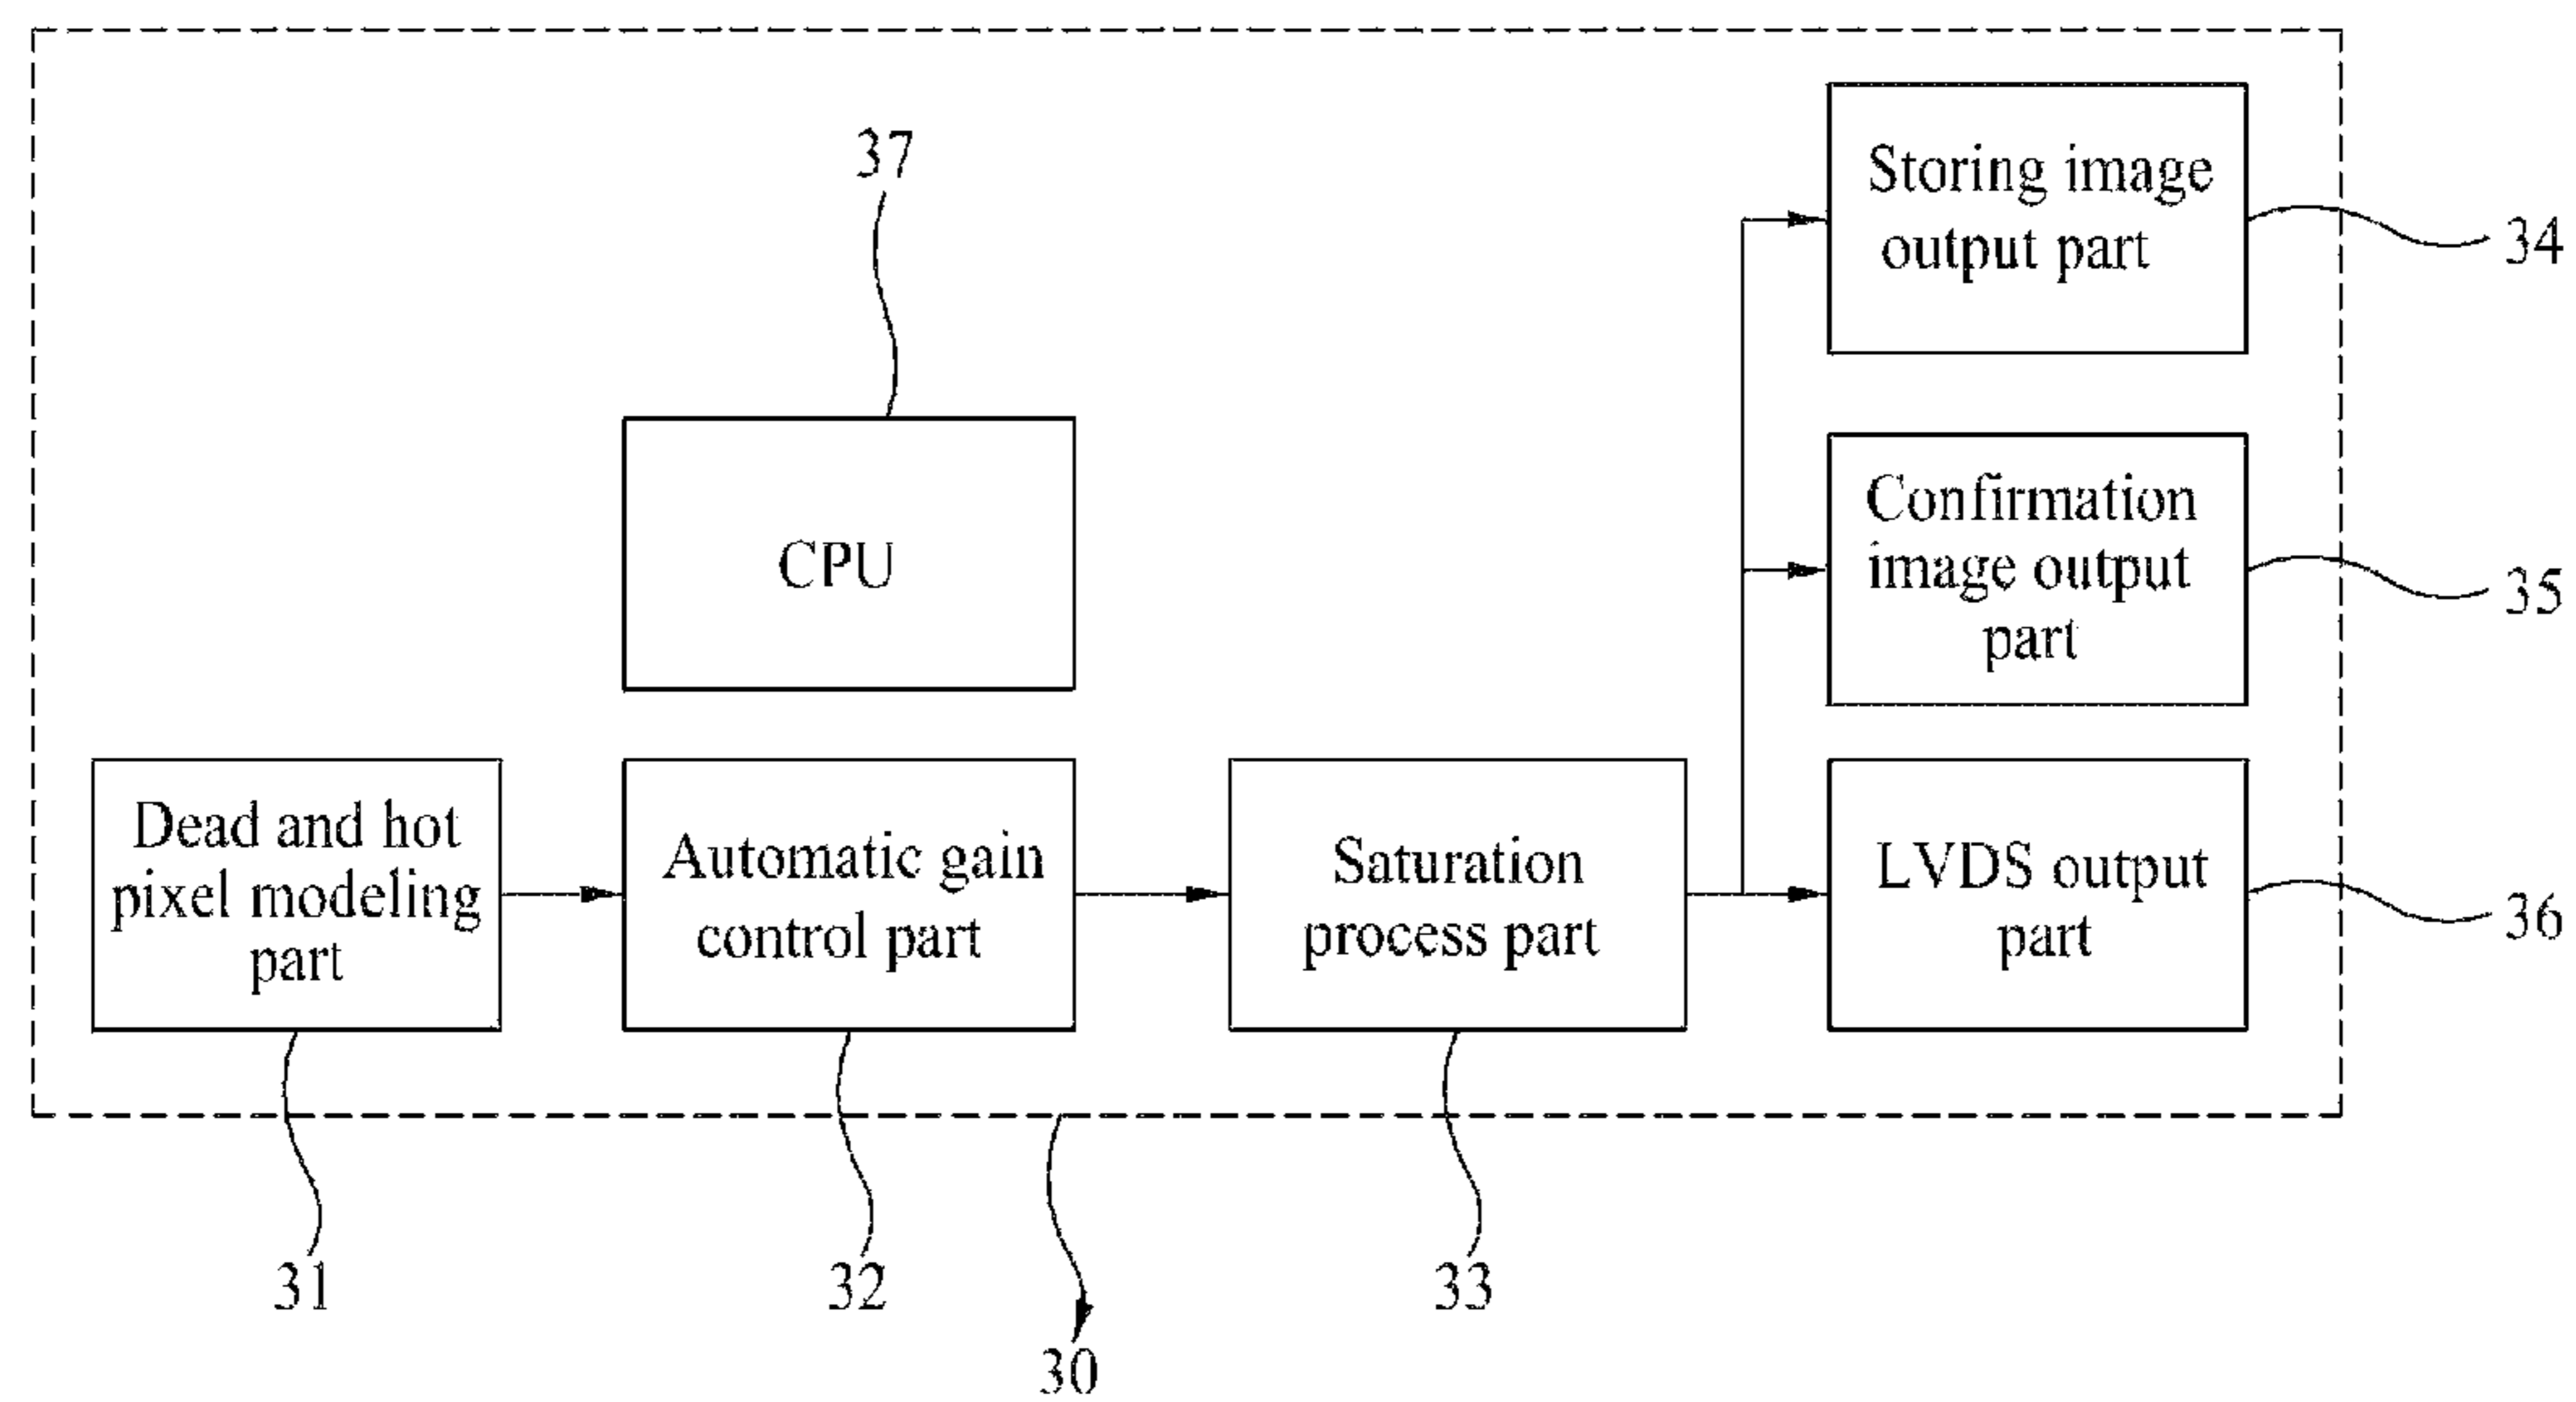 37
Storing image
output part
34
CPU
Confirmation
image output
part
35
Dead and hot
pixel modeling
part
Automatic gain
control part
Saturation
process part
LVDS output
part
36
31
32
33
30